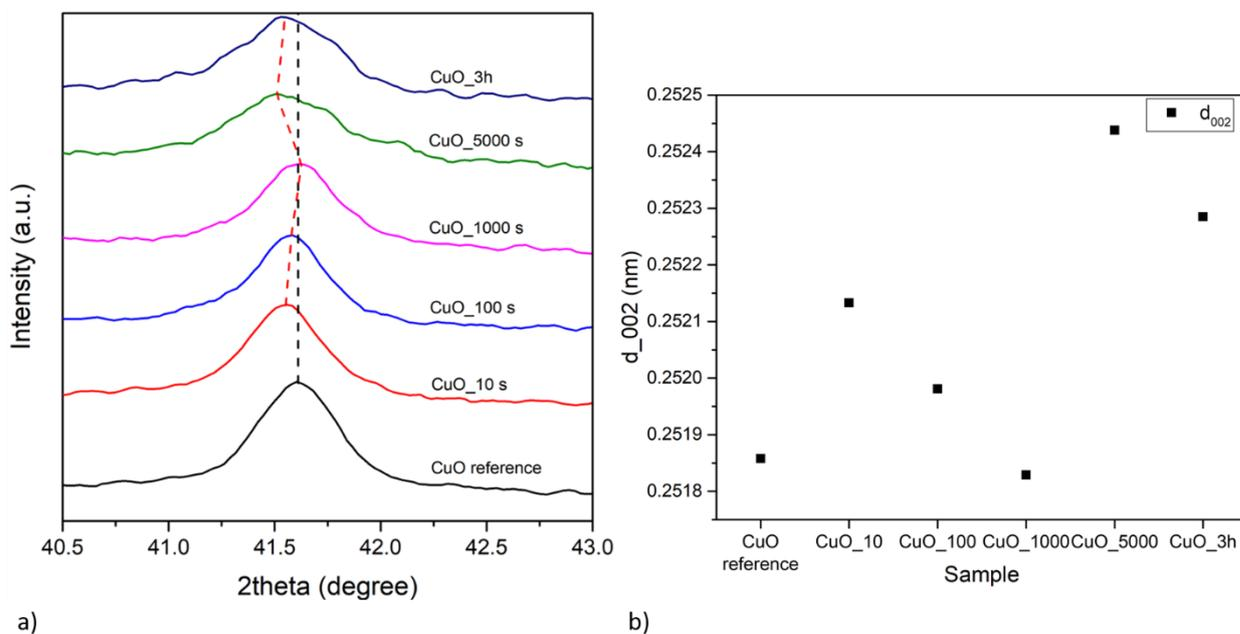 CuO_3h
CuO_5000 s
CuO_1000 s
CuO_100 s
CuO_10 s
CuO reference
Intensity (a.u.)
40.5 41.0 41.5 42.0 42.5 43.0
2theta (degree)
a)
d_002 (nm)
0.2525
0.2524
0.2523
0.2522
0.2521
0.2520
0.2519
0.2518
d002
CuO reference CuO_10 CuO_100 CuO_1000 CuO_5000 CuO_3h
Sample
b)